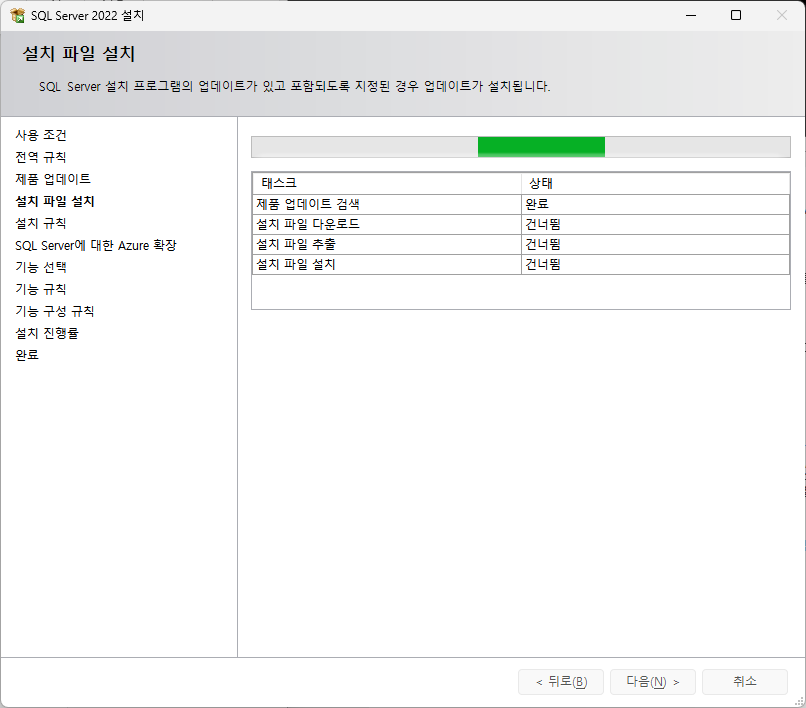 SQL Server 2022 설치
설치 파일 설치
SQL Server 설치 프로그램의 업데이트가 있고 포함되도록 지정된 경우 업데이트가 설치됩니다.
사용 조건
전역 규칙
제품 업데이트
설치 파일 설치
설치 규칙
SQL Server에 대한 Azure 확장
기능 선택
기능 규칙
기능 구성 규칙
설치 진행률
완료
태스크 상태
제품 업데이트 검색 완료
설치 파일 다운로드 건너뜀
설치 파일 추출 건너뜀
설치 파일 설치 건너뜀
< 뒤로(B) 다음(N) > 취소